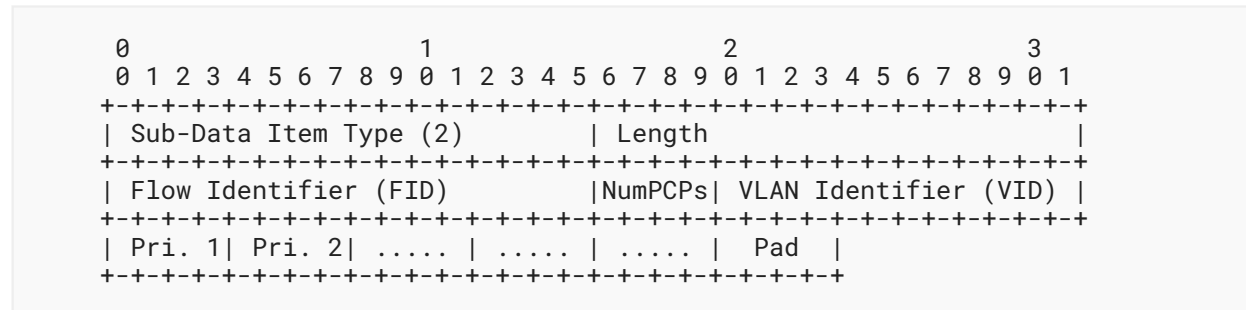 0                   1                   2                   3
 0 1 2 3 4 5 6 7 8 9 0 1 2 3 4 5 6 7 8 9 0 1 2 3 4 5 6 7 8 9 0 1
+-+-+-+-+-+-+-+-+-+-+-+-+-+-+-+-+-+-+-+-+-+-+-+-+-+-+-+-+-+-+-+-+
| Sub-Data Item Type (2)        | Length                        |
+-+-+-+-+-+-+-+-+-+-+-+-+-+-+-+-+-+-+-+-+-+-+-+-+-+-+-+-+-+-+-+-+
| Flow Identifier (FID)         |NumPCPs| VLAN Identifier (VID) |
+-+-+-+-+-+-+-+-+-+-+-+-+-+-+-+-+-+-+-+-+-+-+-+-+-+-+-+-+-+-+-+-+
| Pri. 1| Pri. 2| ..... | ..... | ..... |  Pad  |
+-+-+-+-+-+-+-+-+-+-+-+-+-+-+-+-+-+-+-+-+-+-+-+-+